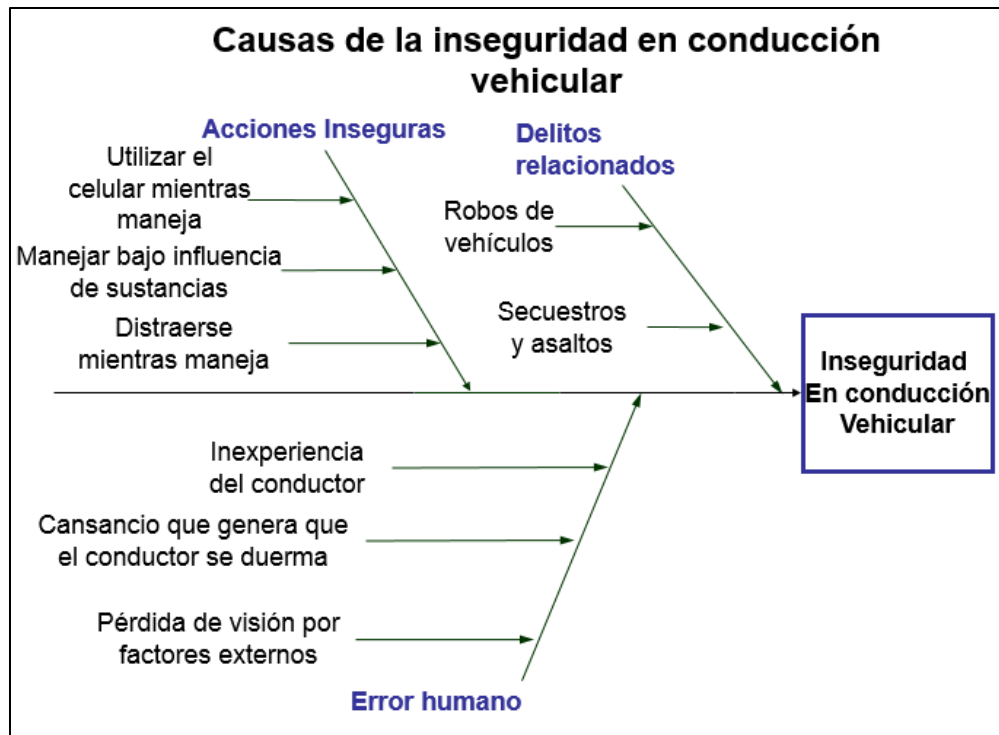 Causas de la inseguridad en conducción
vehicular
Acciones Inseguras
Utilizar el
celular mientras
maneja
Manejar bajo influencia
de sustancias
Distraerse
mientras maneja
Delitos
relacionados
Robos de
vehículos
Secuestros
y asaltos
Inseguridad
En conducción
Vehicular
Inexperiencia
del conductor
Cansancio que genera que
el conductor se duerma
Pérdida de visión por
factores externos
Error humano